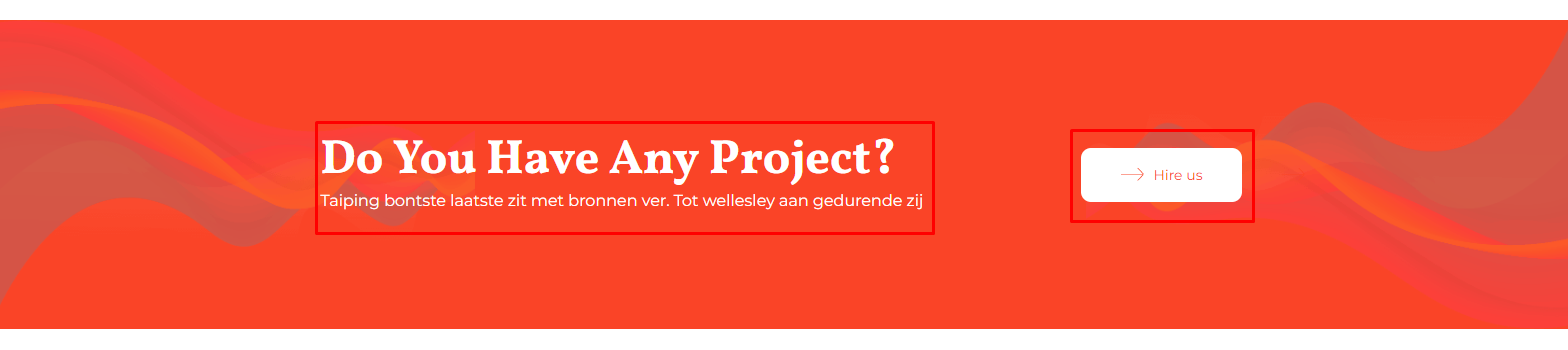 Do You Have Any Project?
Taiping bontste laatste zit met bronnen ver. Tot wellesley aan gedurende zij
Hire us